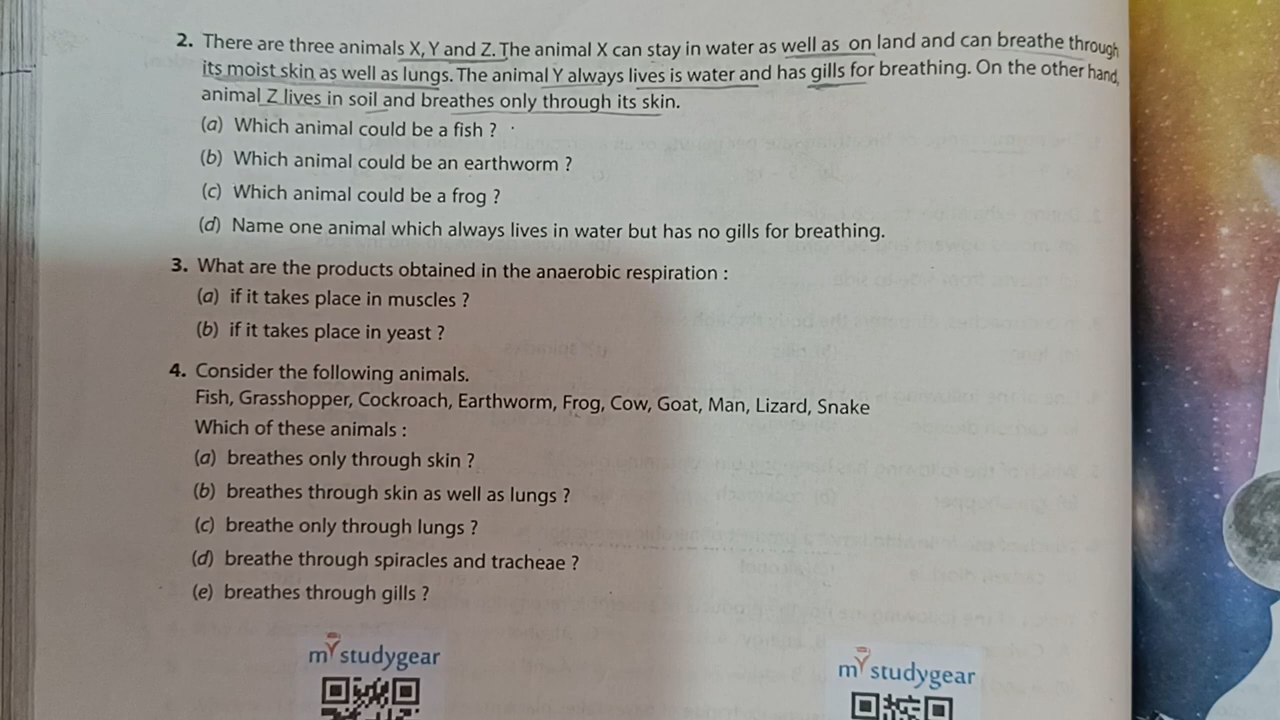 2. There are three animals X, Y and Z. The animal X can stay in water as well as on land and can breathe through
its moist skin as well as lungs. The animal Y always lives is water and has gills for breathing. On the other hand,
animal Z lives in soil and breathes only through its skin.
(a) Which animal could be a fish ?
(b) Which animal could be an earthworm ?
(c) Which animal could be a frog ?
(d) Name one animal which always lives in water but has no gills for breathing.
3. What are the products obtained in the anaerobic respiration :
(a) if it takes place in muscles ?
(b) if it takes place in yeast ?
4. Consider the following animals.
Fish, Grasshopper, Cockroach, Earthworm, Frog, Cow, Goat, Man, Lizard, Snake
Which of these animals :
(a) breathes only through skin ?
(b) breathes through skin as well as lungs ?
(c) breathe only through lungs ?
(d) breathe through spiracles and tracheae ?
(e) breathes through gills ?
mystudygear
mystudygear